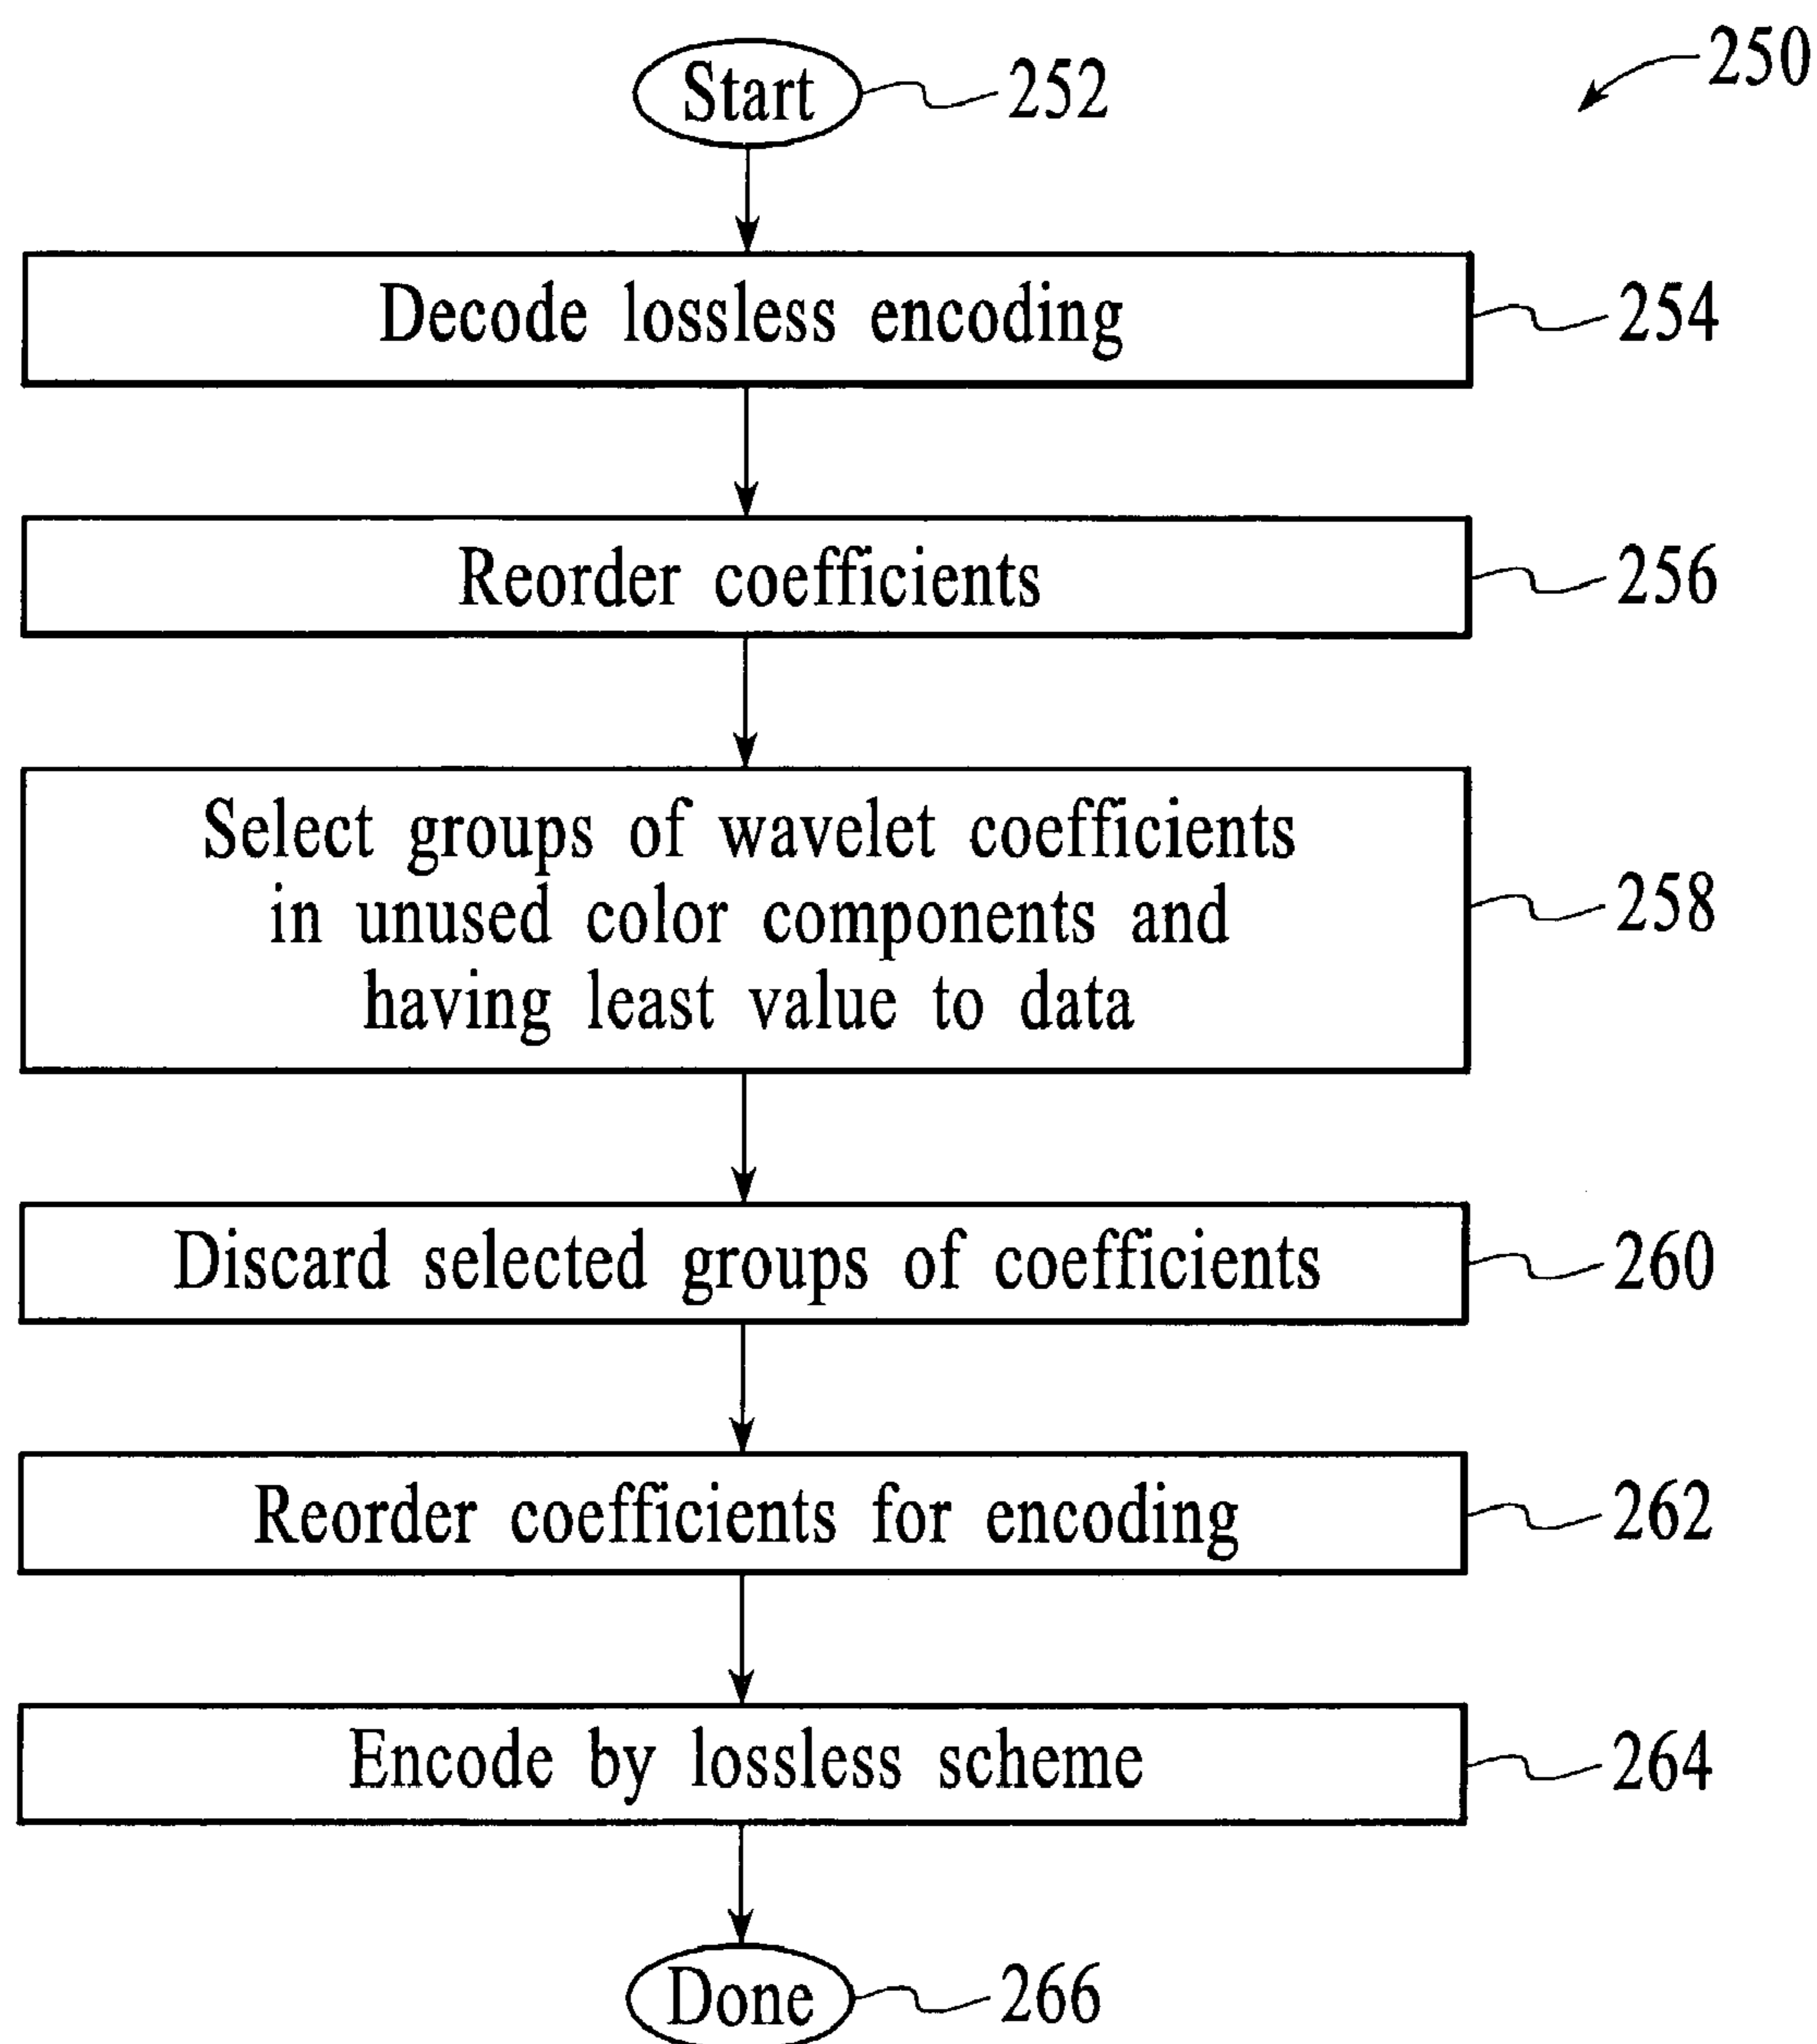 250
Start 252
Decode lossless encoding 254
Reorder coefficients 256
Select groups of wavelet coefficients
in unused color components and 258
having least value to data
Discard selected groups of coefficients 260
Reorder coefficients for encoding 262
Encode by lossless scheme 264
Done 266